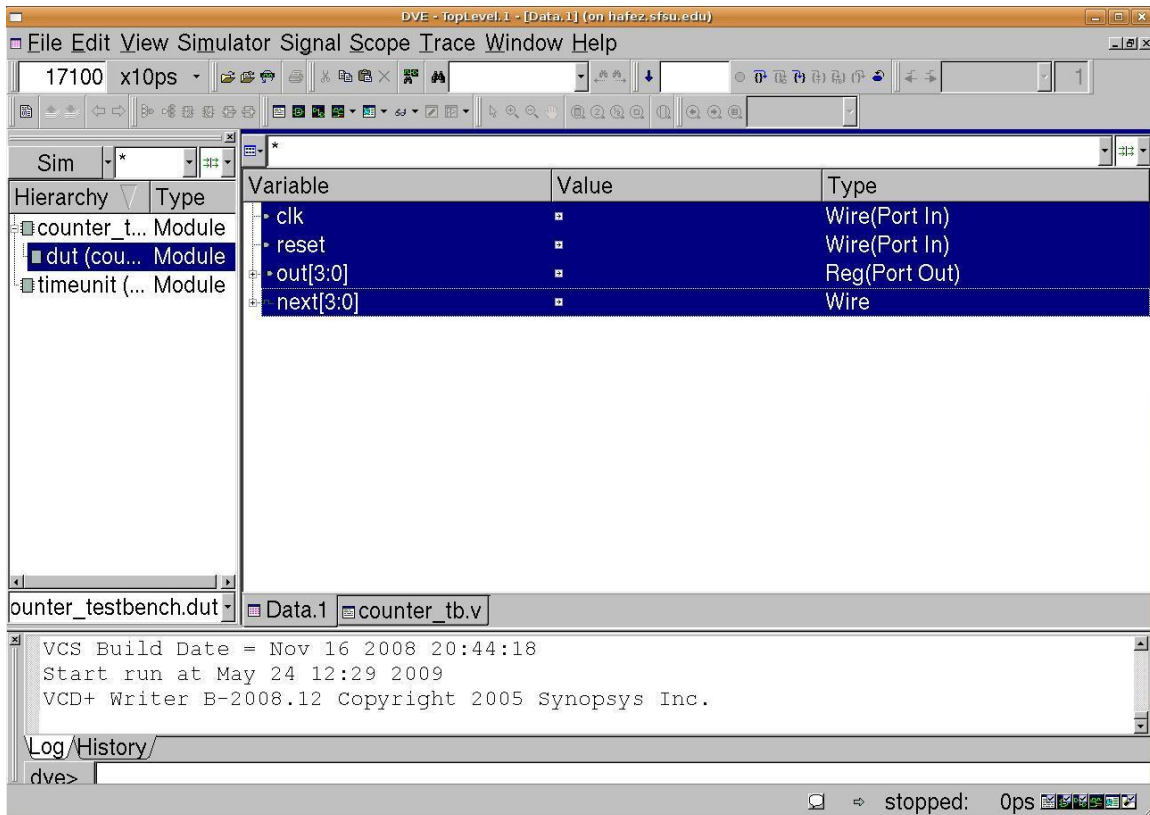 DVE - TopLevel.1 - [Data.1] (on hafez.sfsu.edu)
File Edit View Simulator Signal Scope Trace Window Help
17100 x10ps 1
Sim * *
Hierarchy Type Variable Value Type
counter_t... Module clk Wire(Port In)
dut (cou... Module reset Wire(Port In)
timeunit (... Module out[3:0] Reg(Port Out)
next[3:0] Wire
ounter_testbench.dut Data.1 counter_tb.v
VCS Build Date = Nov 16 2008 20:44:18
Start run at May 24 12:29 2009
VCD+ Writer B-2008.12 Copyright 2005 Synopsys Inc.
Log History
dve>
stopped: 0ps